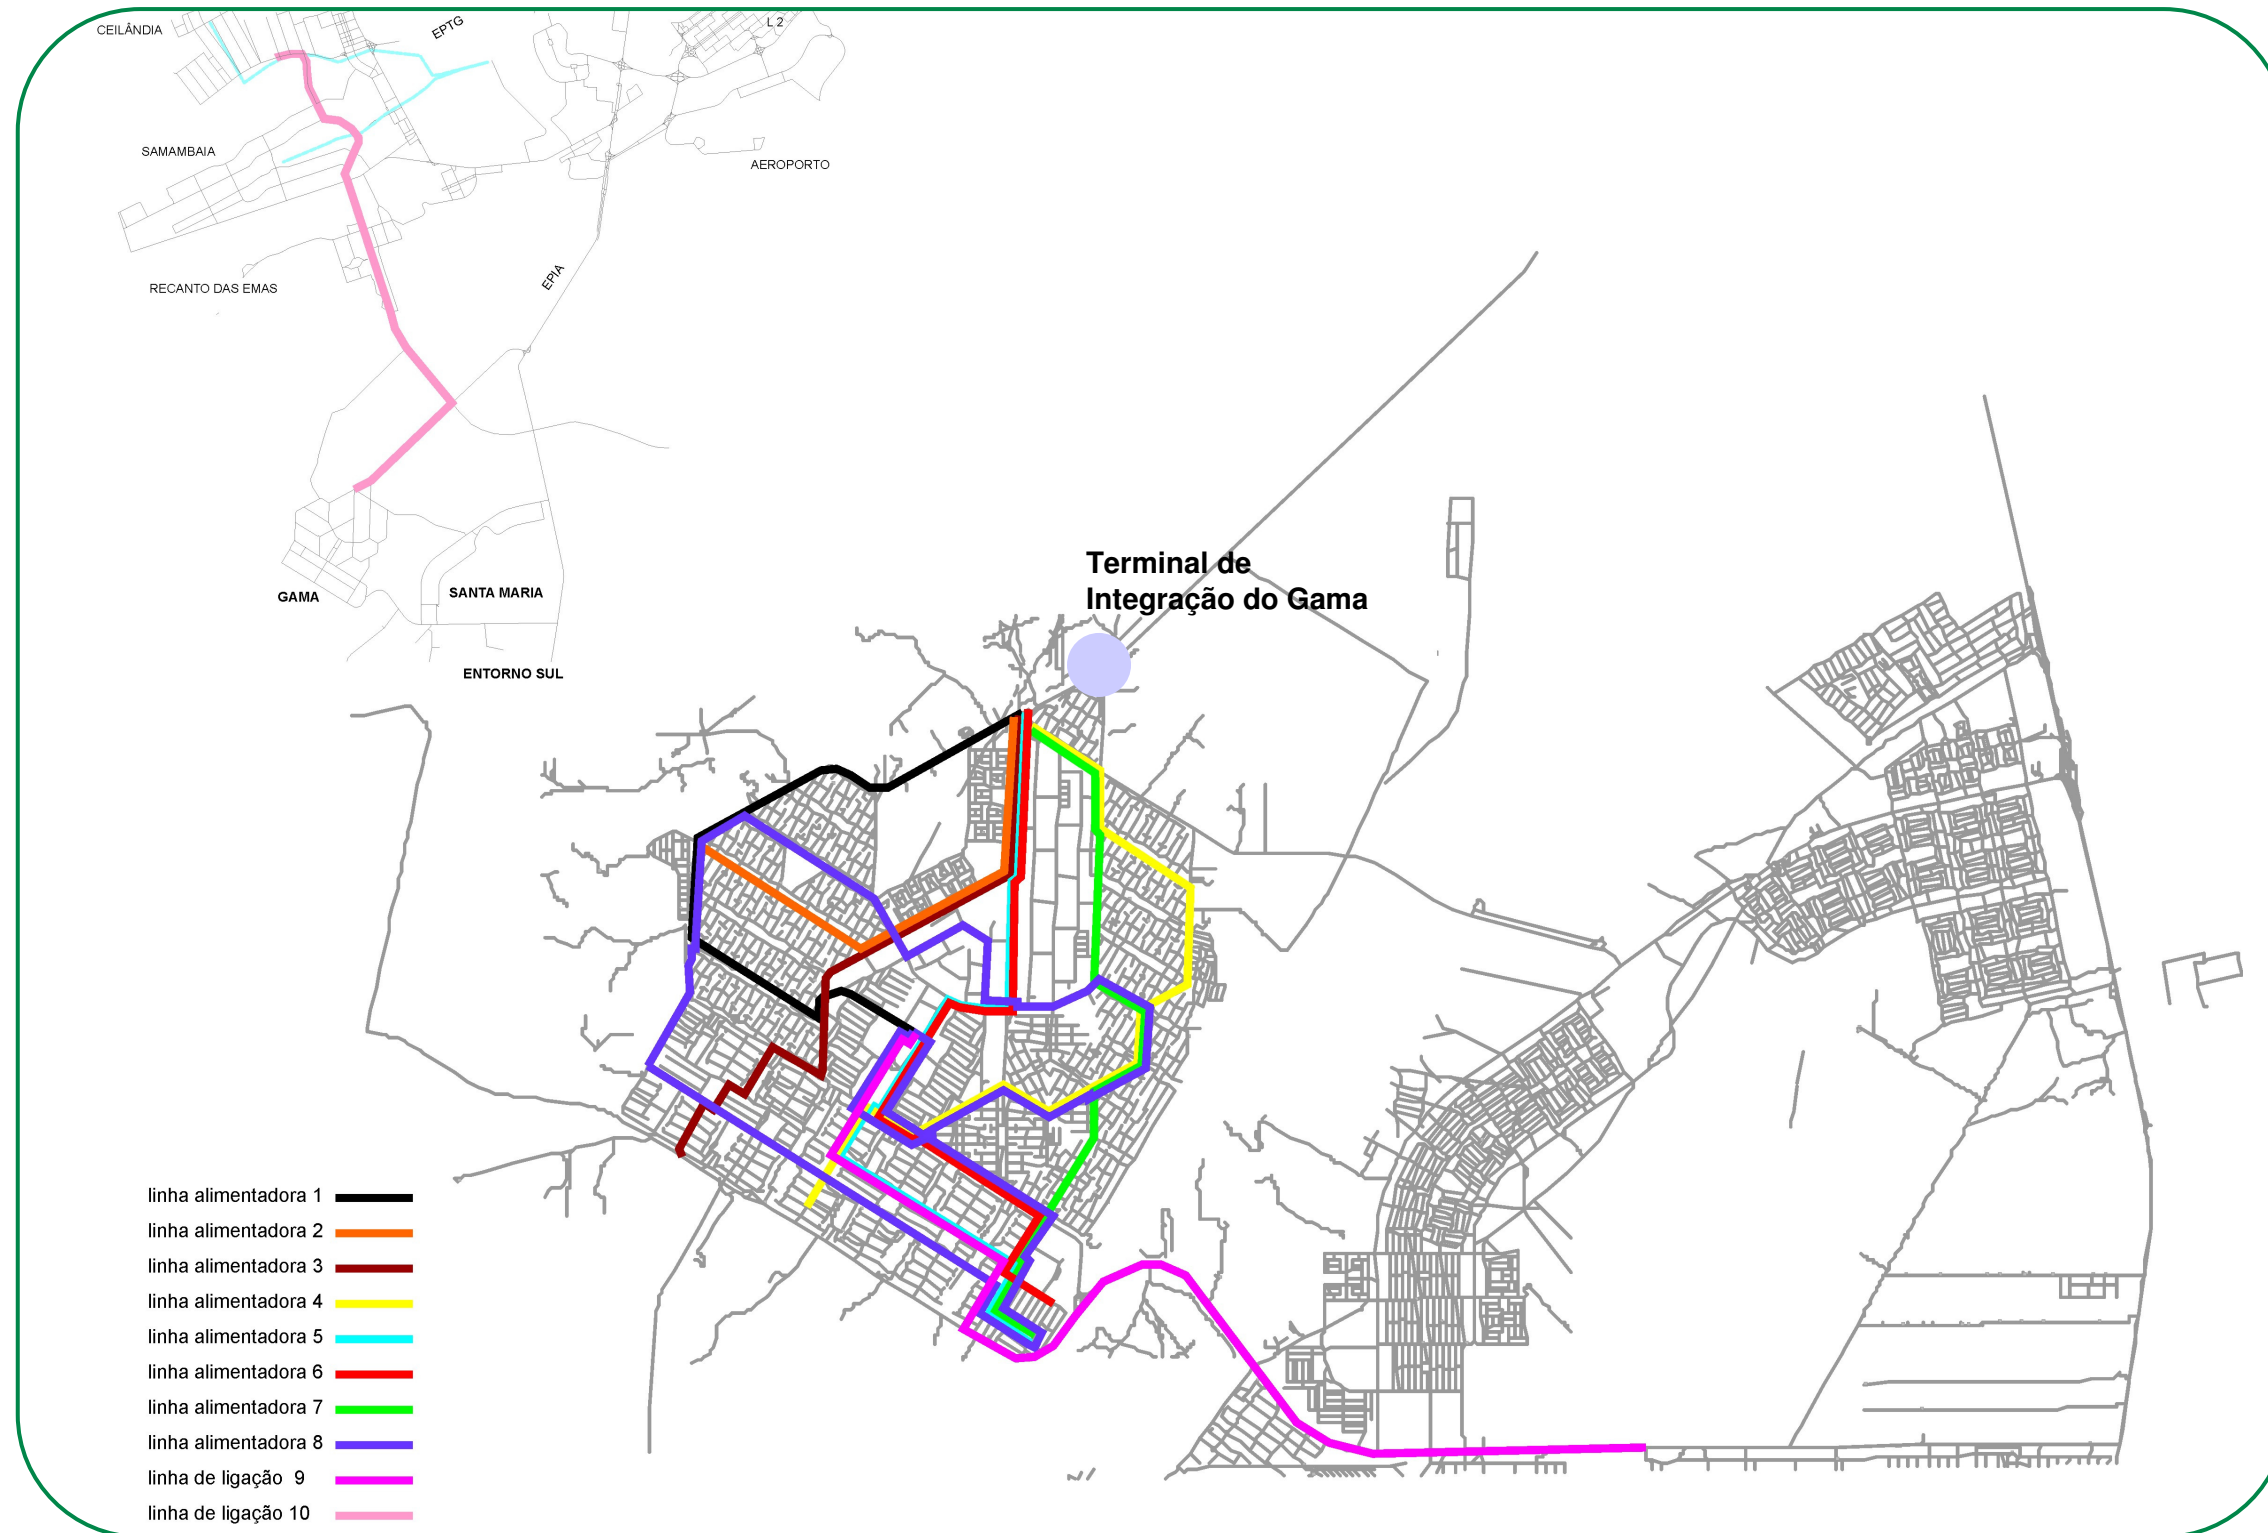 CEILÂNDIA
EPTG
L 2
SAMAMBAIA
AEROPORTO
RECANTO DAS EMAS
EPIA
GAMA
SANTA MARIA
ENTORNO SUL
Terminal de
Integração do Gama
linha alimentadora 1
linha alimentadora 2
linha alimentadora 3
linha alimentadora 4
linha alimentadora 5
linha alimentadora 6
linha alimentadora 7
linha alimentadora 8
linha de ligação 9
linha de ligação 10